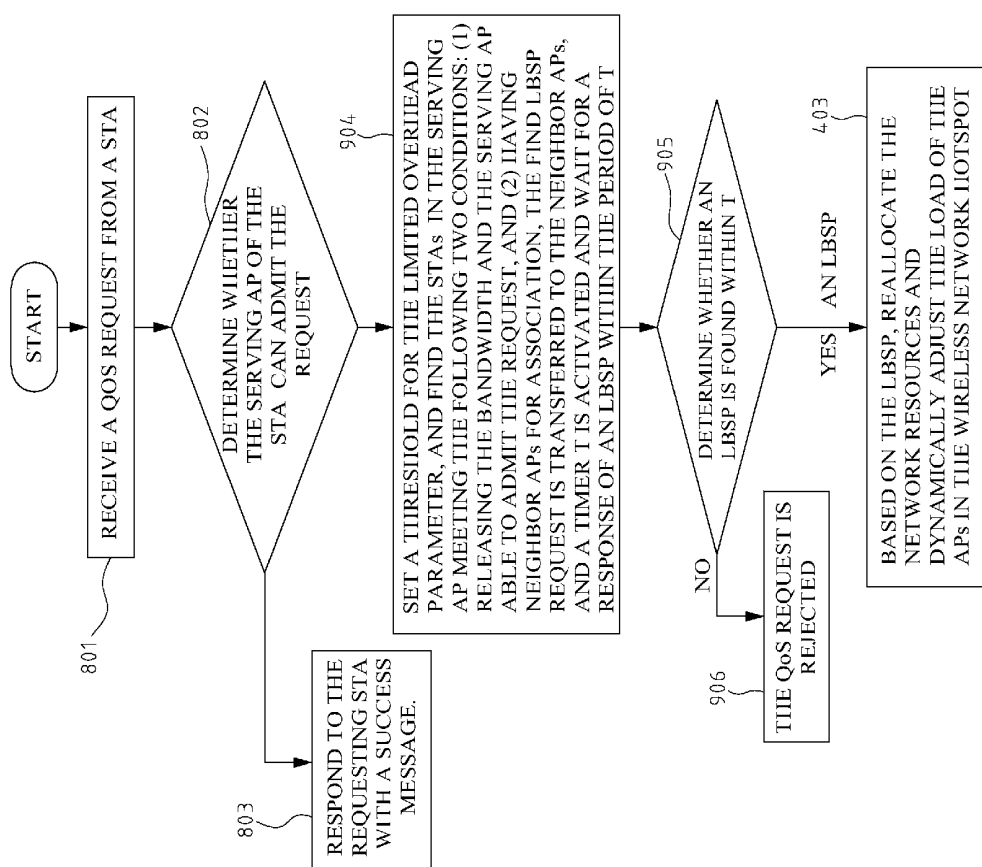 START
801
RECEIVE A QOS REQUEST FROM A STA
802
DETERMINE WHETHER
THE SERVING AP OF THE
STA CAN ADMIT THE
REQUEST
803
RESPOND TO THE
REQUESTING STA
WITH A SUCCESS
MESSAGE.
904
SET A THRESHOLD FOR THE LIMITED OVERHEAD
PARAMETER, AND FIND THE STAs IN THE SERVING
AP MEETING THE FOLLOWING TWO CONDITIONS: (1)
RELEASING THE BANDWIDTH AND THE SERVING AP
ABLE TO ADMIT THE REQUEST, AND (2) HAVING
NEIGHBOR APs FOR ASSOCIATION, THE FIND LBSP
REQUEST IS TRANSFERRED TO THE NEIGHBOR APs,
AND A TIMER T IS ACTIVATED AND WAIT FOR A
RESPONSE OF AN LBSP WITHIN THE PERIOD OF T
905
DETERMINE WHETHER AN
LBSP IS FOUND WITHIN T
NO
906
THE QoS REQUEST IS
REJECTED
YES AN LBSP
403
BASED ON THE LBSP, REALLOCATE THE
NETWORK RESOURCES AND
DYNAMICALLY ADJUST THE LOAD OF THE
APs IN THE WIRELESS NETWORK HOTSPOT